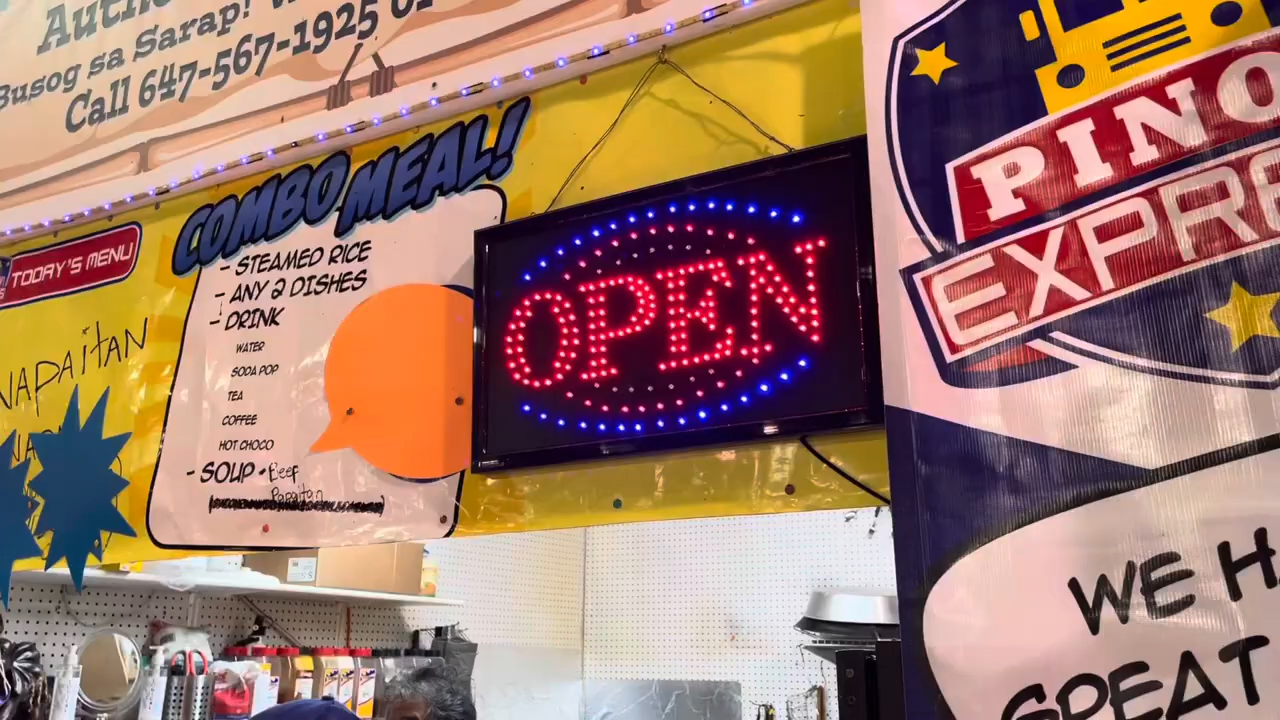 Busog sa Sarap!
Call 647-567-1925 or
COMBO MEAL!
TODAY'S MENU
- STEAMED RICE
- ANY 2 DISHES
- DRINK
WATER
SODA POP
TEA
COFFEE
HOT CHOCO
- SOUP • Beef
Papaitan
OPEN
PINO
EXPRE
WE H
GREAT